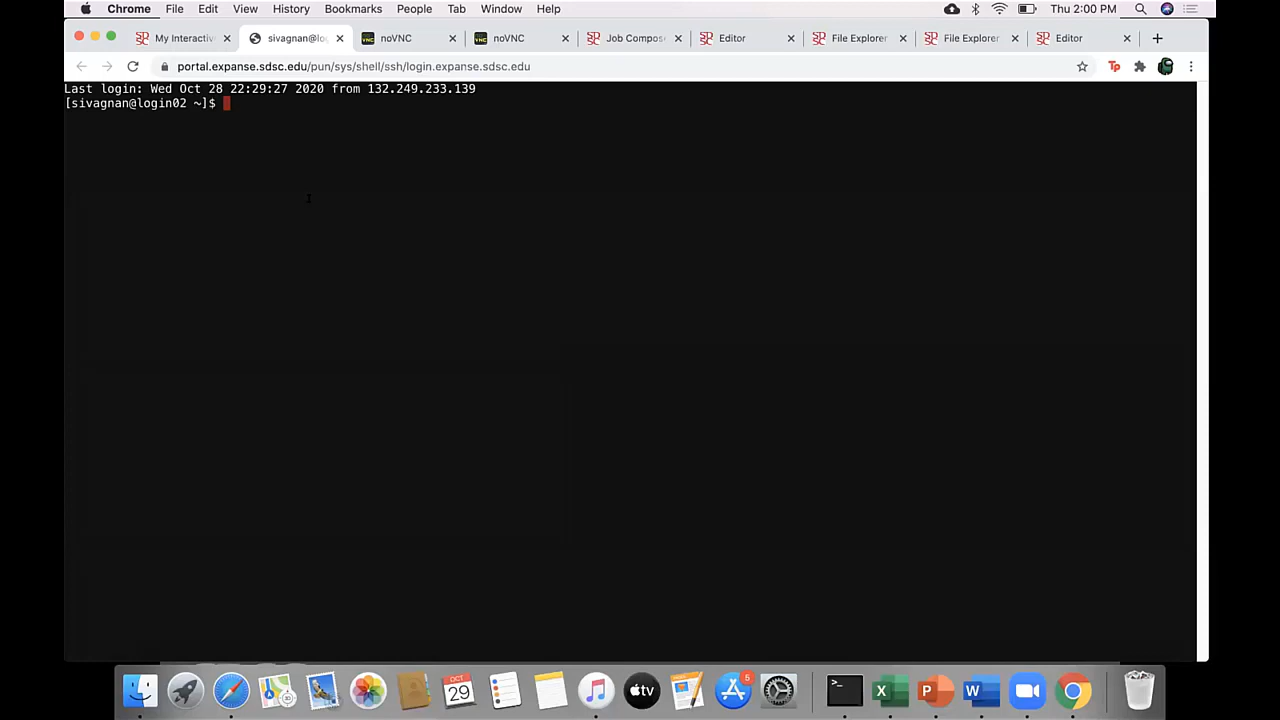 Chrome File Edit View History Bookmarks People Tab Window Help Thu 2:00 PM
My Interactiv sivagnan@lo noVNC noVNC Job Compos Editor File Explorer File Explorer Editor
portal.expanse.sdsc.edu/pun/sys/shell/ssh/login.expanse.sdsc.edu Tp
Last login: Wed Oct 28 22:29:27 2020 from 132.249.233.139
[sivagnan@login02 ~]$
OCT
29
tv
5
>_
X
P
W